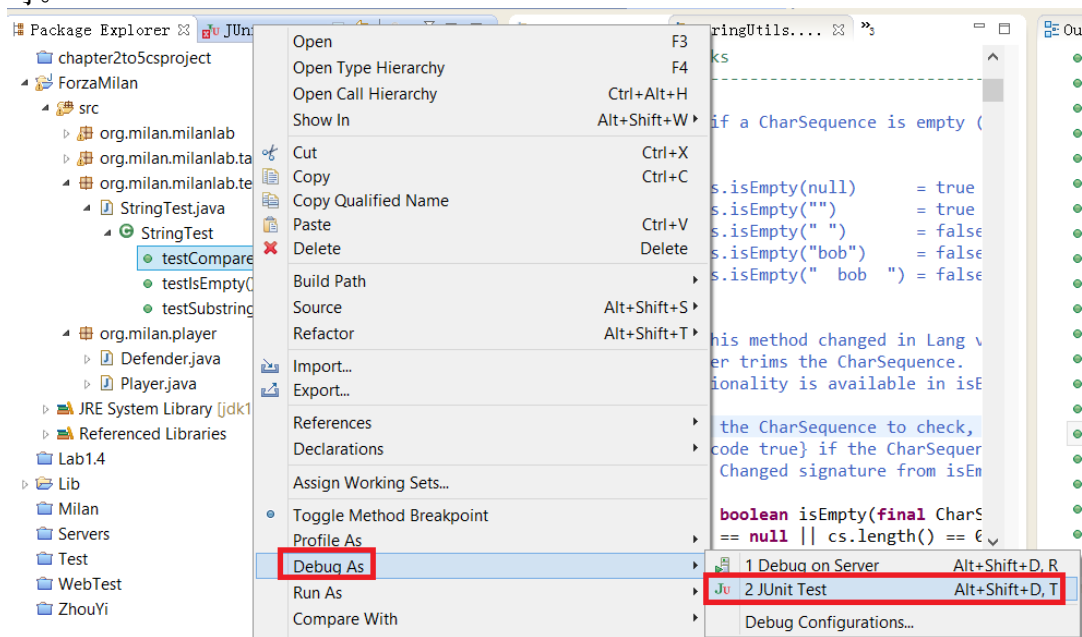 Package Explorer
JUn
ringUtils....
3
Ou
chapter2to5csproject
ForzaMilan
src
org.milan.milanlab
org.milan.milanlab.ta
org.milan.milanlab.te
StringTest.java
StringTest
testCompare
testIsEmpty()
testSubstring
org.milan.player
Defender.java
Player.java
JRE System Library [jdk1
Referenced Libraries
Lab1.4
Lib
Milan
Servers
Test
WebTest
ZhouYi
Open F3
Open Type Hierarchy F4
Open Call Hierarchy Ctrl+Alt+H
Show In Alt+Shift+W
Cut Ctrl+X
Copy Ctrl+C
Copy Qualified Name
Paste Ctrl+V
Delete Delete
Build Path
Source Alt+Shift+S
Refactor Alt+Shift+T
Import...
Export...
References
Declarations
Assign Working Sets...
Toggle Method Breakpoint
Profile As
Debug As
Run As
Compare With
ks
-----------------------------
if a CharSequence is empty (
s.isEmpty(null) = true
s.isEmpty("") = true
s.isEmpty(" ") = false
s.isEmpty("bob") = false
s.isEmpty("  bob  ") = false
his method changed in Lang v
er trims the CharSequence.
ionality is available in isE
the CharSequence to check,
code true} if the CharSequen
Changed signature from isEm
boolean isEmpty(final CharS
== null || cs.length() == 0
1 Debug on Server Alt+Shift+D, R
Ju 2 JUnit Test Alt+Shift+D, T
Debug Configurations...